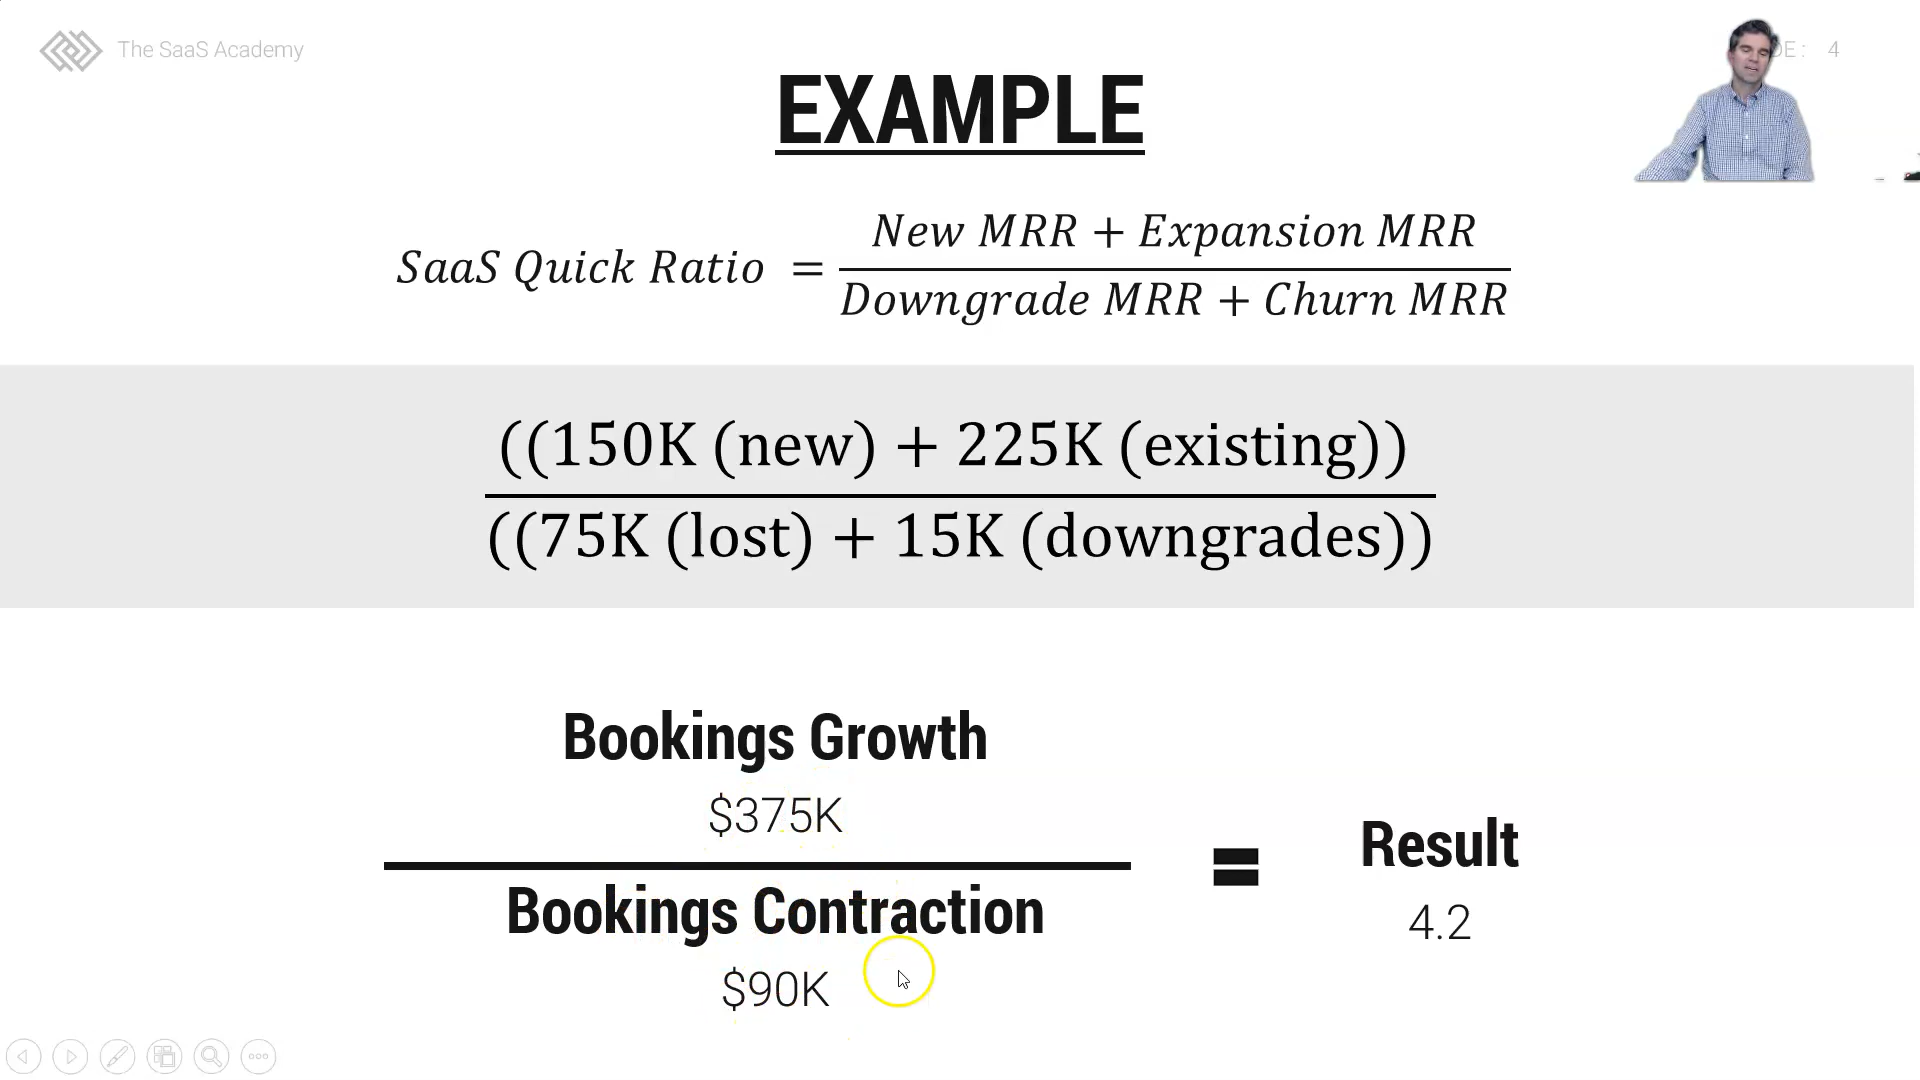 The SaaS Academy
DE : 4
EXAMPLE
SaaS Quick Ratio = New MRR + Expansion MRR
Downgrade MRR + Churn MRR
((150K (new) + 225K (existing))
((75K (lost) + 15K (downgrades))
Bookings Growth
$375K
Bookings Contraction
$90K
=
Result
4.2